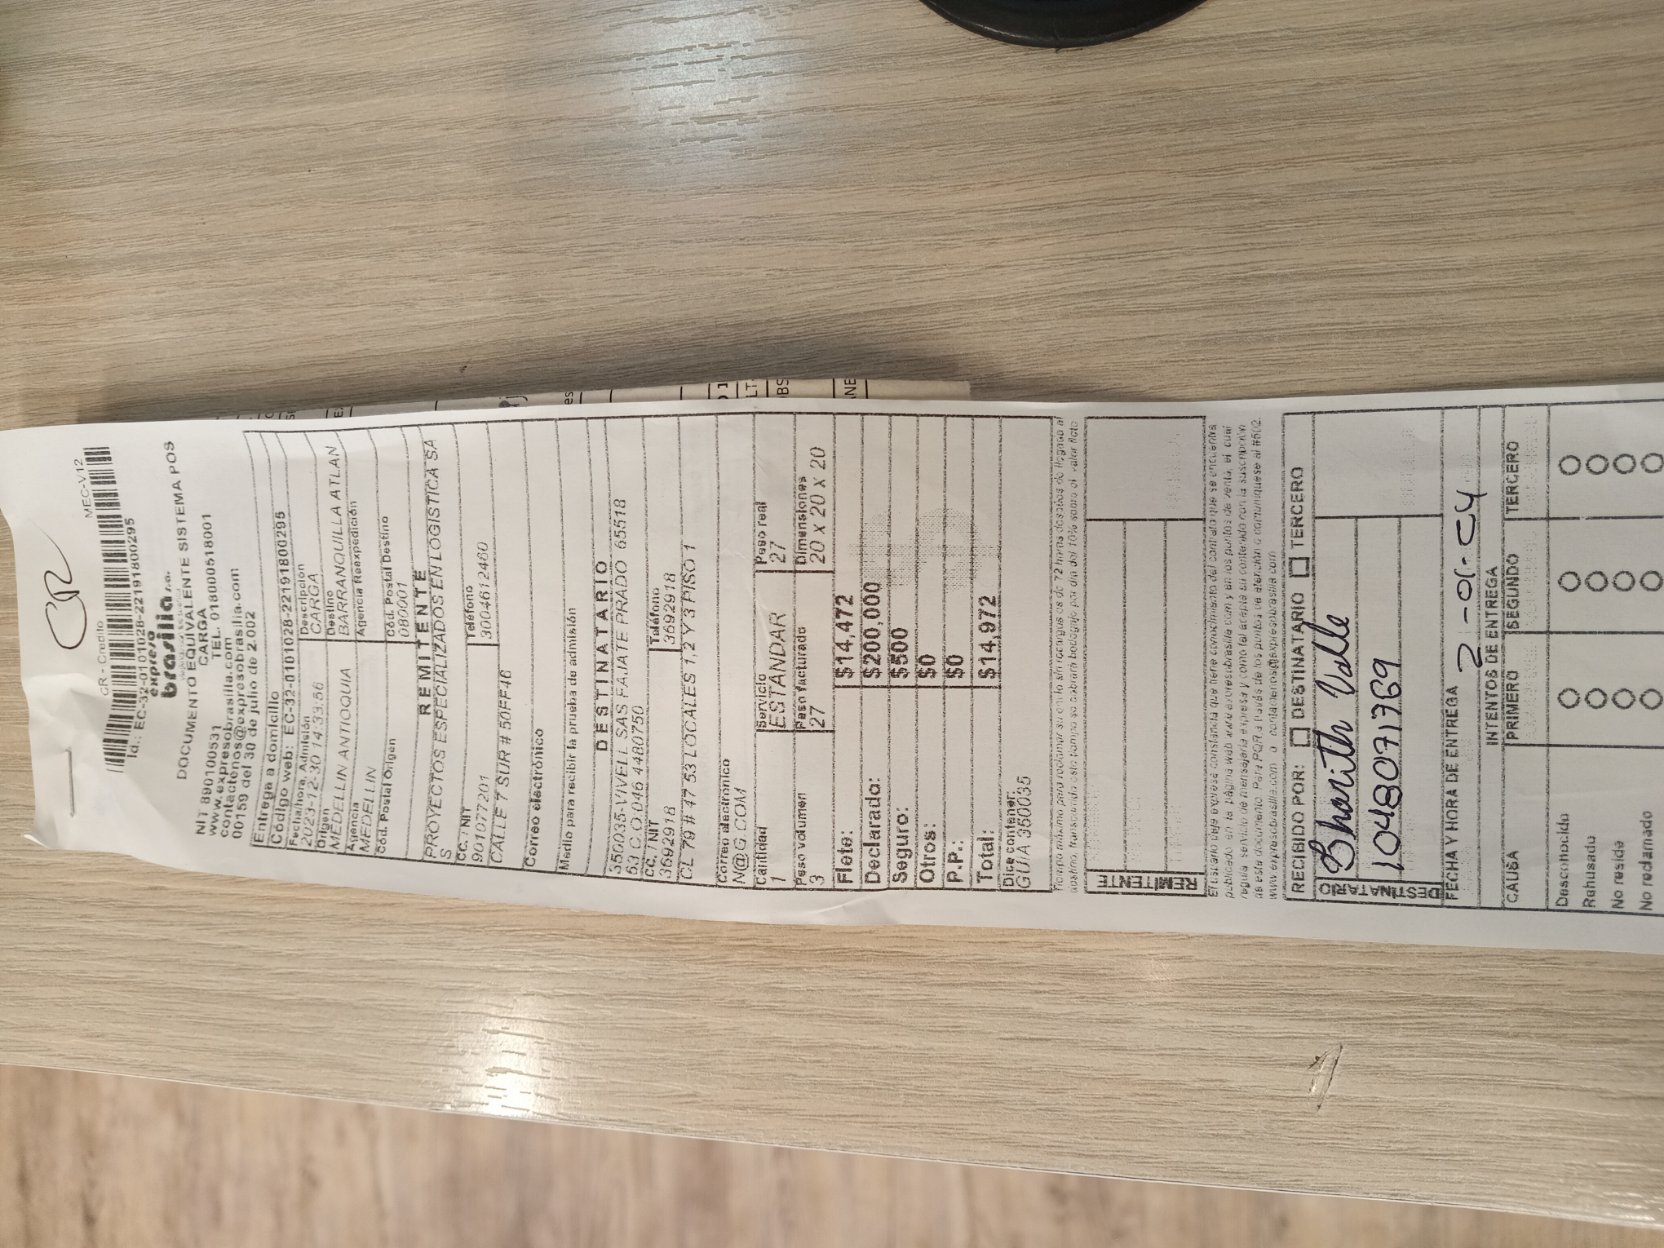 CR
MEC-V12
CR - Credito
Id.: EC-32-0101028-22191800295
expreso
brasilia s.a.
DOCUMENTO EQUIVALENTE SISTEMA POS
CARGA
NIT 890100531 TEL. 018000518001
www.expresobrasilia.com
contactenos@expresobrasilia.com
00159 del 30 de julio de 2.002
Entrega a domicilio
Código web: EC-32-0101028-22191800295
Fecha/hora Admisión Descripción
2023-12-30 14:33:56 CARGA
Origen Destino
MEDELLIN ANTIOQUIA BARRANQUILLA ATLAN
Agencia Agencia Reexpedición
MEDELLIN
Cód. Postal Origen Cód. Postal Destino
080001
REMITENTE
PROYECTOS ESPECIALIZADOS EN LOGISTICA SA
S
CC. / NIT Teléfono
901077201 3004612460
CALLE 7 SUR # 50FF46
Correo electrónico
Medio para recibir la prueba de admisión
DESTINATARIO
CC. / NIT Teléfono
3692918 3692918
CL 79 # 47 53 LOCALES 1,2 Y 3 PISO 1
Correo electronico
N@G.COM
Cantidad Servicio Peso real
1 ESTANDAR 27
Peso volumen Peso facturado Dimensiones
3 27 20 x 20 x 20
Flete: $14,472
Declarado: $200,000
Seguro: $500
Otros: $0
P.P.: $0
Total: $14,972
Dice contener:
GUIA 360035
REMITENTE
RECIBIDO POR: DESTINATARIO TERCERO
DESTINATARIO
Sharith Valle
1048071769
FECHA Y HORA DE ENTREGA 2-01-
INTENTOS DE ENTREGA
CAUSA PRIMERO SEGUNDO TERCERO
Desconocido
Rehusado
No reside
No reclamado